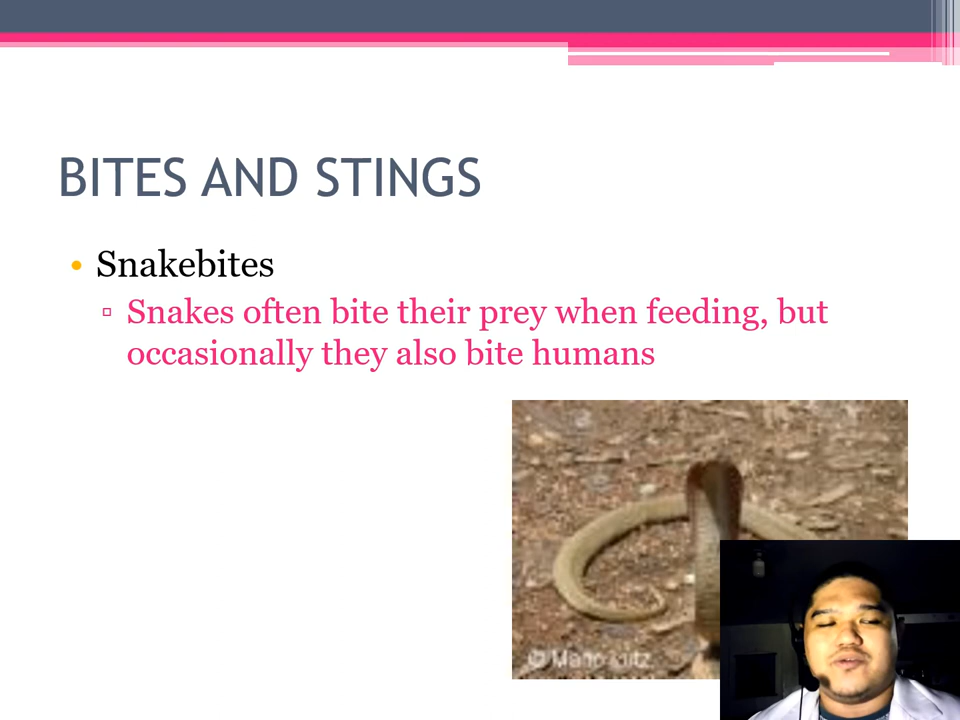 BITES AND STINGS
Snakebites
Snakes often bite their prey when feeding, but
occasionally they also bite humans
©